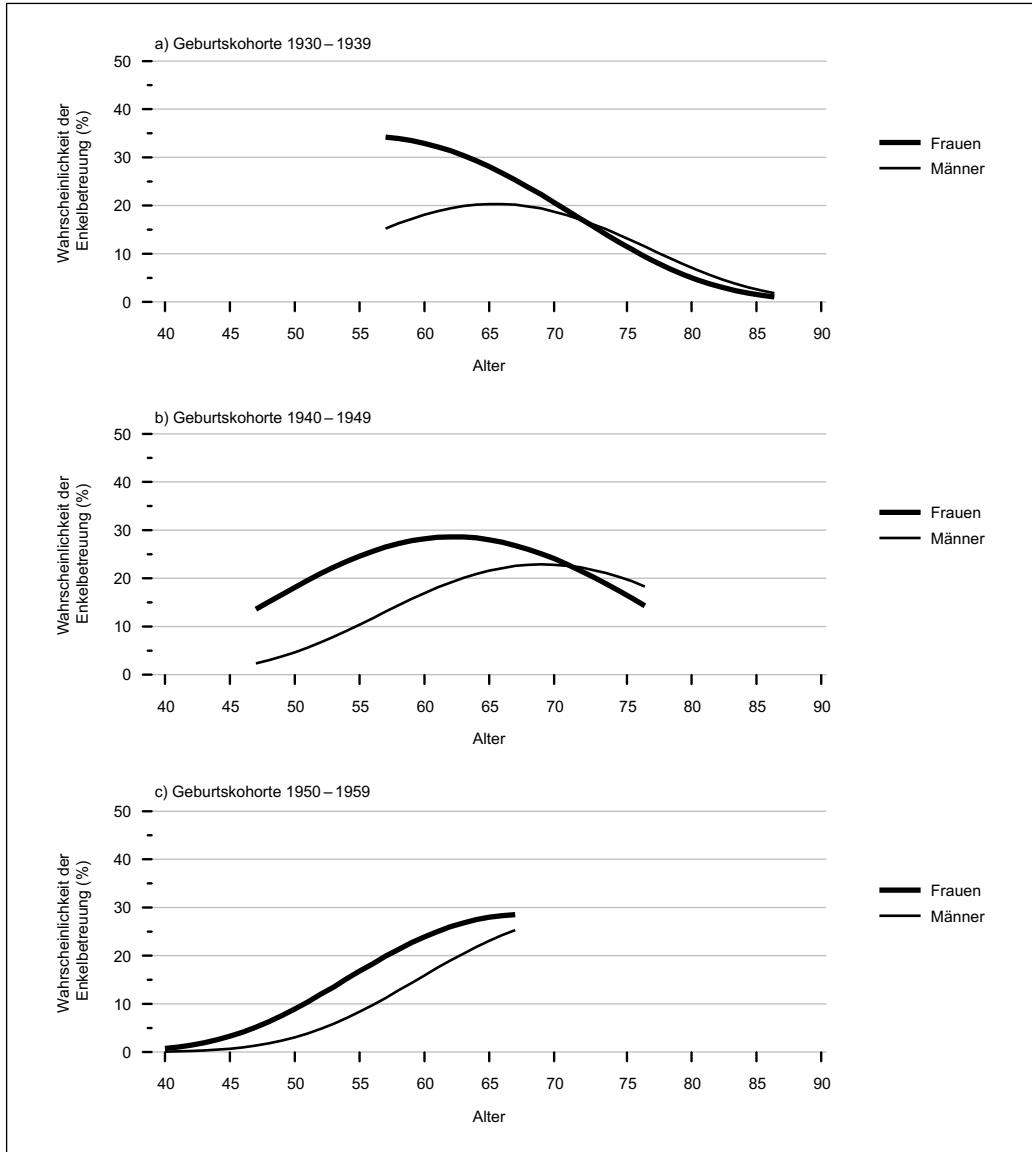 a) Geburtskohorte 1930 – 1939
Wahrscheinlichkeit der
Enkelbetreuung (%)
50
40
30
20
10
0
40 45 50 55 60 65 70 75 80 85 90
Alter
Frauen
Männer
b) Geburtskohorte 1940 – 1949
Wahrscheinlichkeit der
Enkelbetreuung (%)
50
40
30
20
10
0
40 45 50 55 60 65 70 75 80 85 90
Alter
Frauen
Männer
c) Geburtskohorte 1950 – 1959
Wahrscheinlichkeit der
Enkelbetreuung (%)
50
40
30
20
10
0
40 45 50 55 60 65 70 75 80 85 90
Alter
Frauen
Männer